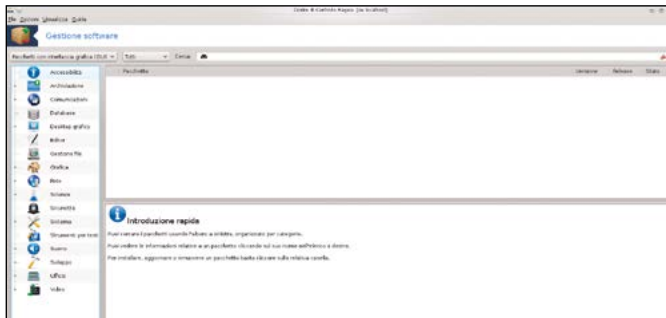 File Opzioni Visualizza Guida
Gestione software
Pacchetti con interfaccia grafica (GUI) Tutti Cerca:
Pacchetto Versione Release Stato
Accessibilità
Archiviazione
Comunicazioni
Database
Desktop grafico
Editor
Gestione file
Grafica
Rete
Scienze
Sicurezza
Sistema
Strumenti per testi
Suono
Sviluppo
Ufficio
Video
Introduzione rapida
Puoi cercare i pacchetti usando l'albero a sinistra, organizzato per categorie.
Puoi vedere le informazioni relative a un pacchetto cliccando sul suo nome nell'elenco a destra.
Per installare, aggiornare o rimuovere un pacchetto basta cliccare sulla relativa casella.